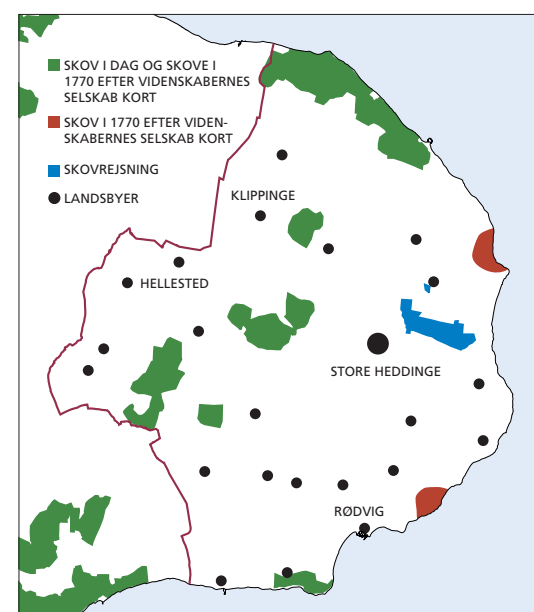 SKOV I DAG OG SKOVE I
1770 EFTER VIDENSKABERNES
SELSKAB KORT
SKOV I 1770 EFTER VIDEN-
SKABERNES SELSKAB KORT
SKOVREJSNING
LANDSBYER
KLIPPINGE
HELLESTED
STORE HEDDINGE
RØDVIG